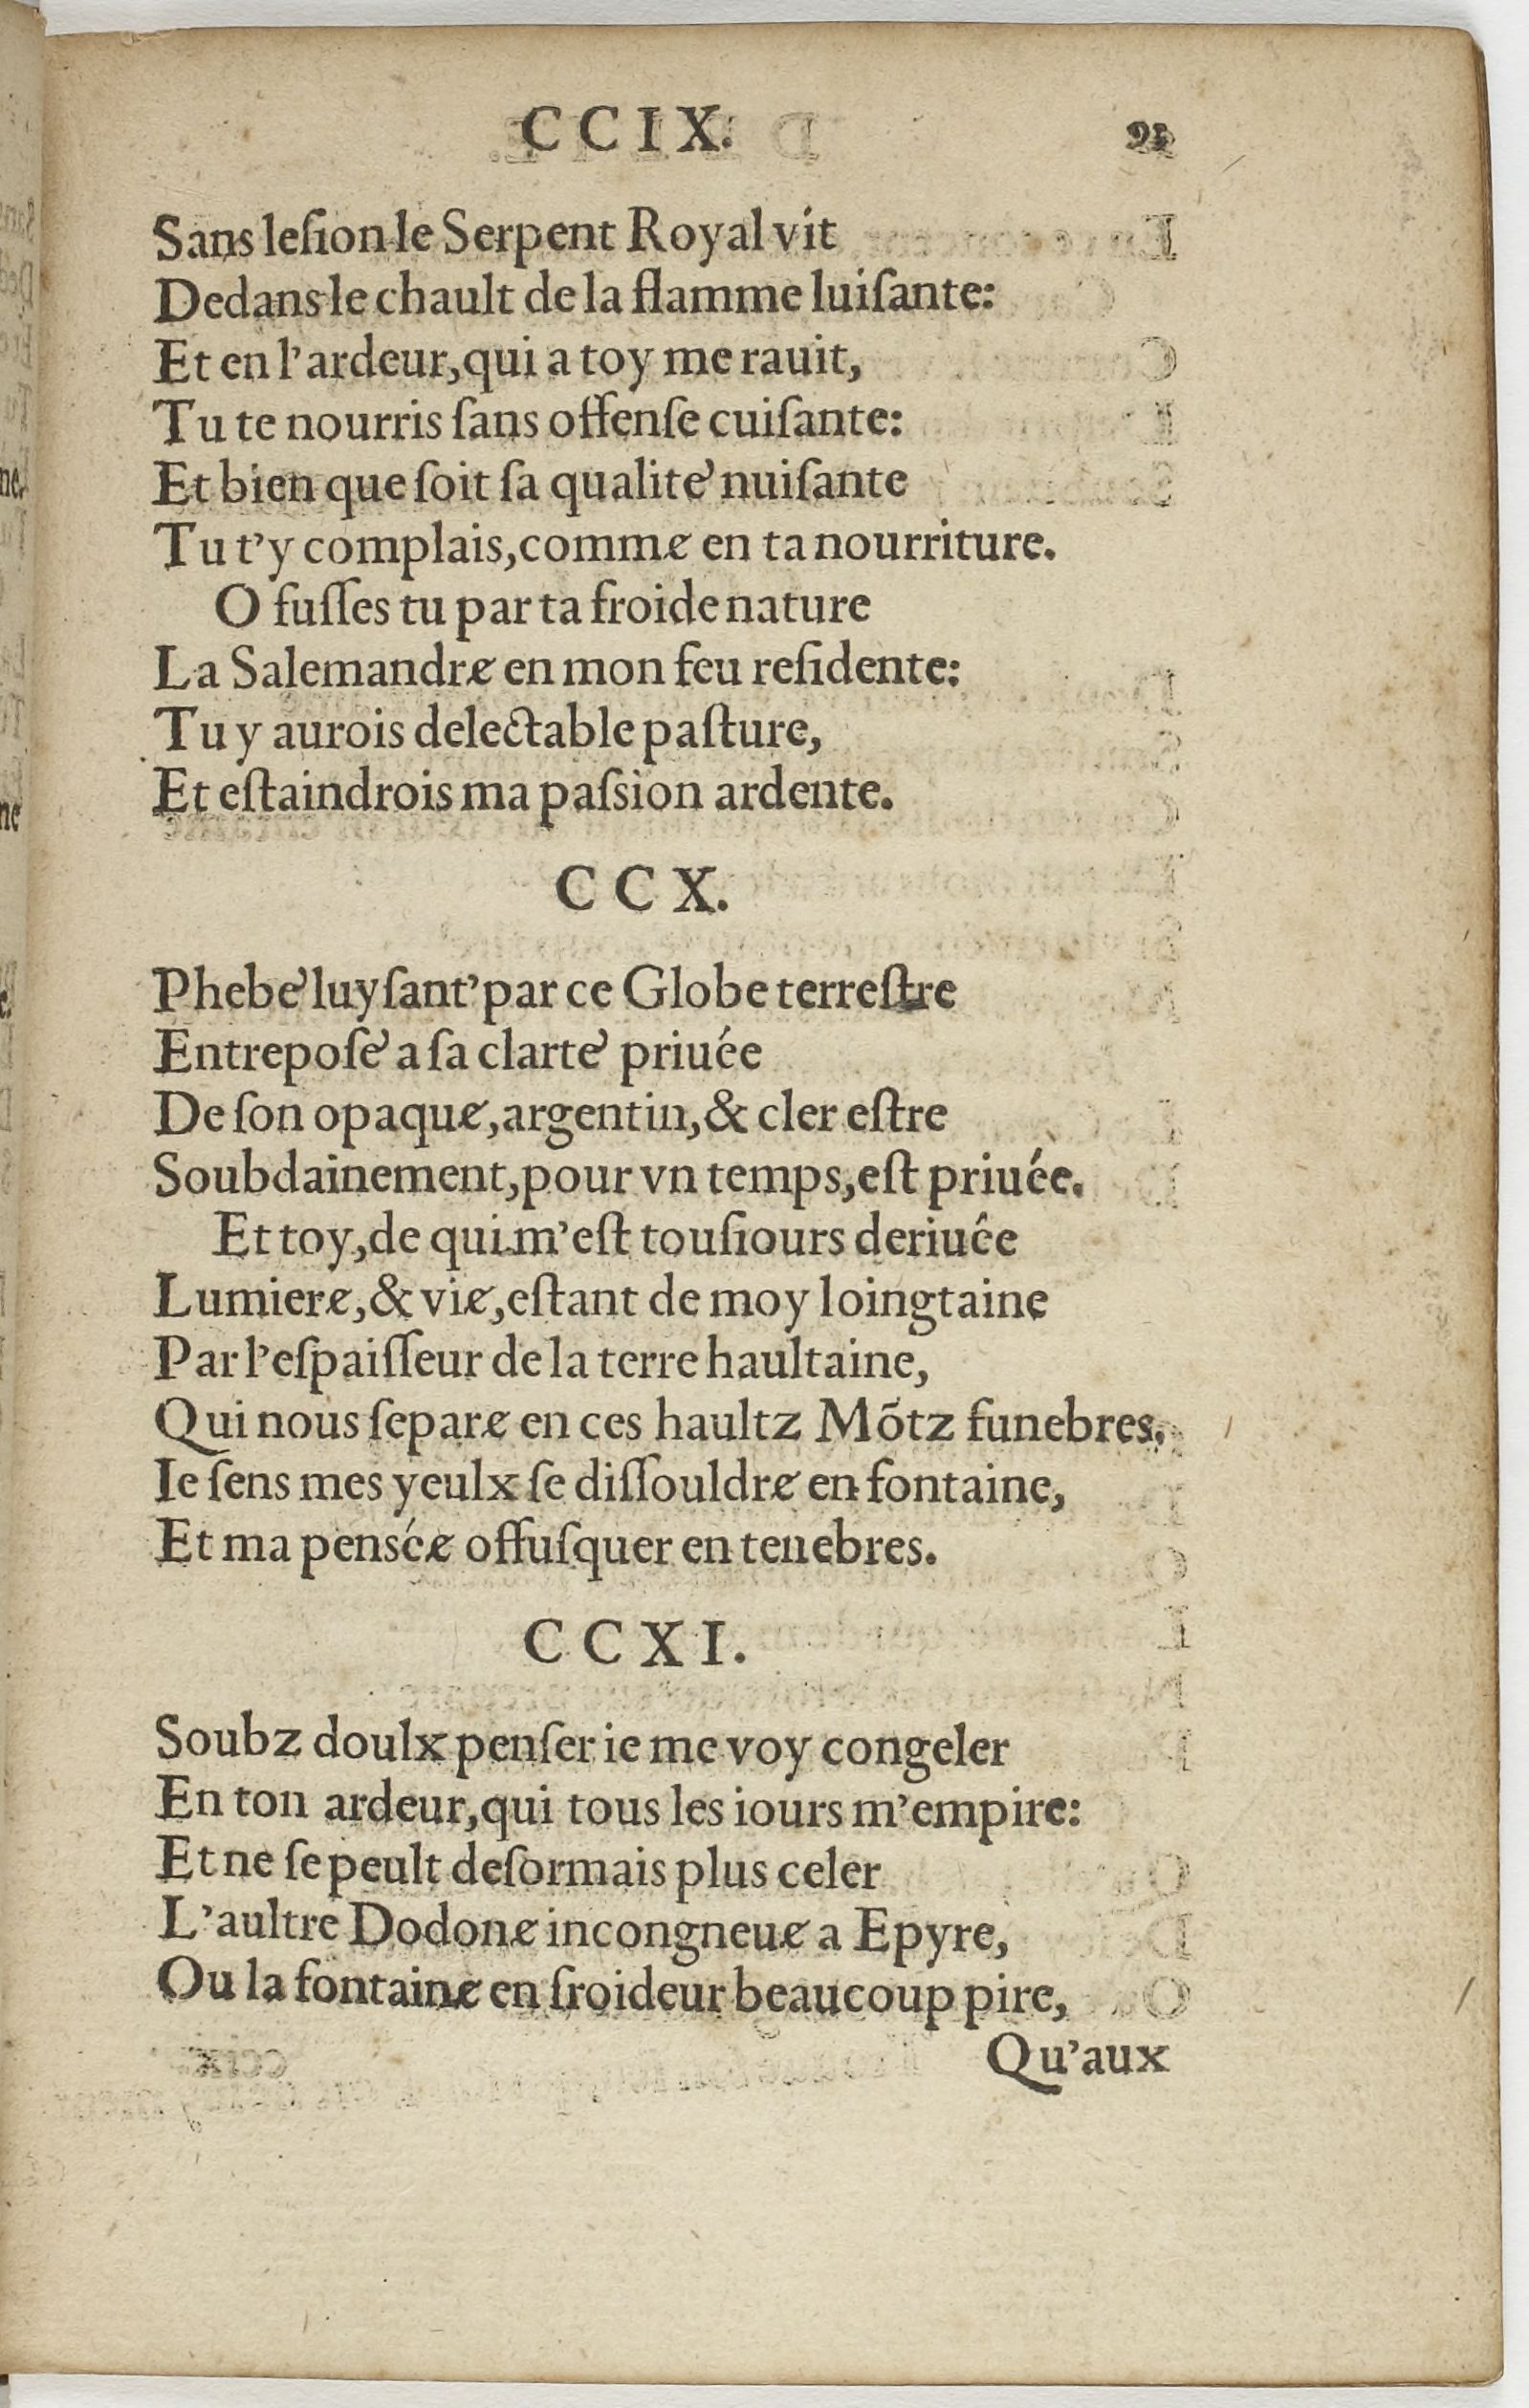 CCIX.
Sans leſion le Serpent Royal vit
Dedans le chault de la flamme luiſante:
Et en l'ardeur, qui a toy me rauit,
Tu te nourris ſans offenſe cuiſante:
Et bien que ſoit ſa qualité nuiſante
Tu t'y complais, comme en ta nourriture.
O fuſſes tu par ta froide nature
La Salemandre en mon feu reſidente:
Tu y aurois delectable paſture,
Et eſtaindrois ma paſsion ardente.
CCX.
Phebé luyſant' par ce Globe terreſtre
Entrepoſé a ſa clarté priuée
De ſon opaque, argentin, & cler eſtre
Soubdainement, pour vn temps, eſt priuée.
Et toy, de qui m'eſt touſiours deriuée
Lumiere, & vie, eſtant de moy loingtaine
Par l'eſpaiſſeur de la terre haultaine,
Qui nous ſepare en ces haultz Mõtz funebres,
Ie ſens mes yeulx ſe diſſouldre en fontaine,
Et ma pensée offuſquer en tenebres.
CCXI.
Soubz doulx penſer ie me voy congeler
En ton ardeur, qui tous les iours m'empire:
Et ne ſe peult deſormais plus celer
L'aultre Dodone incongneue a Epyre,
Ou la fontaine en froideur beaucoup pire,
Qu'aux